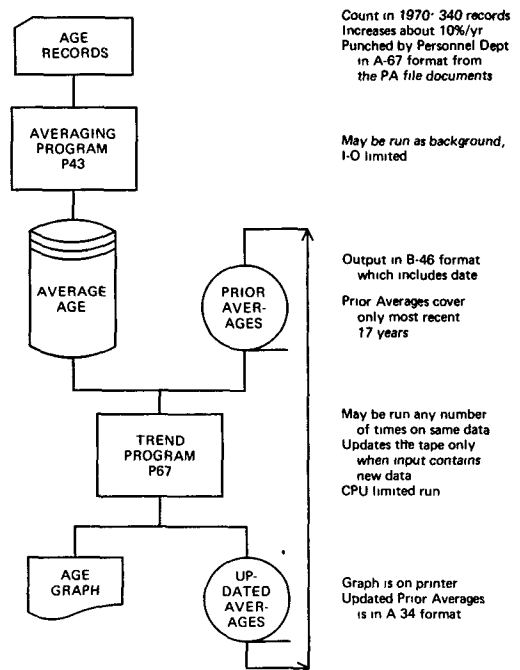 AGE
RECORDS
Count in 1970· 340 records
Increases about 10%/yr
Punched by Personnel Dept
in A-67 format from
the PA file documents
AVERAGING
PROGRAM
P43
May be run as background,
I-O limited
AVERAGE
AGE
PRIOR
AVER-
AGES
Output in B-46 format
which includes date
Prior Averages cover
only most recent
17 years
TREND
PROGRAM
P67
May be run any number
of times on same data
Updates the tape only
when input contains
new data
CPU limited run
AGE
GRAPH
UP-
DATED
AVER-
AGES
Graph is on printer
Updated Prior Averages
is in A 34 format